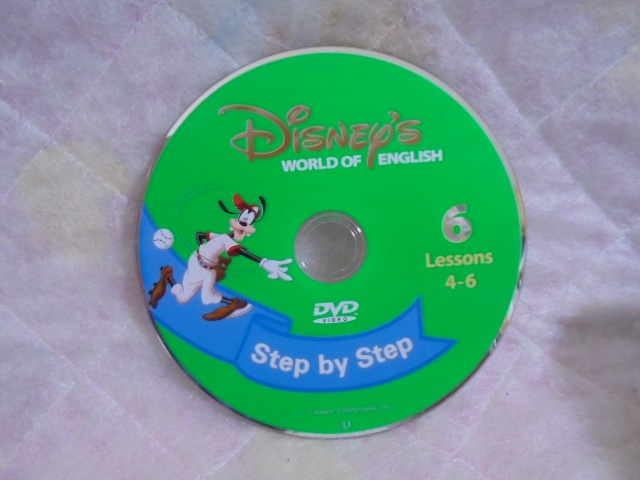 Disney's
WORLD OF ENGLISH
6
Lessons
4-6
DVD
VIDEO
Step by Step